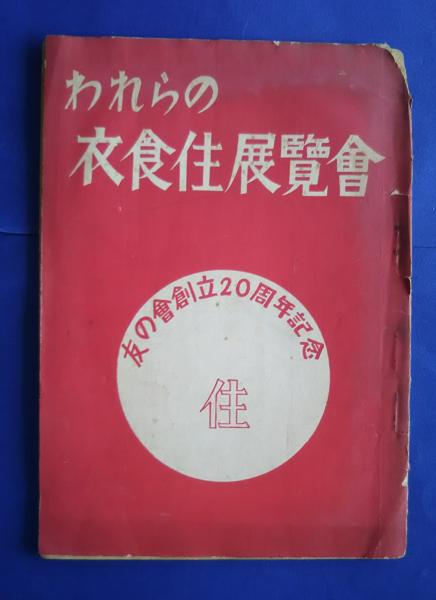 われらの
衣食住展覽會
友の會創立20周年記念
住